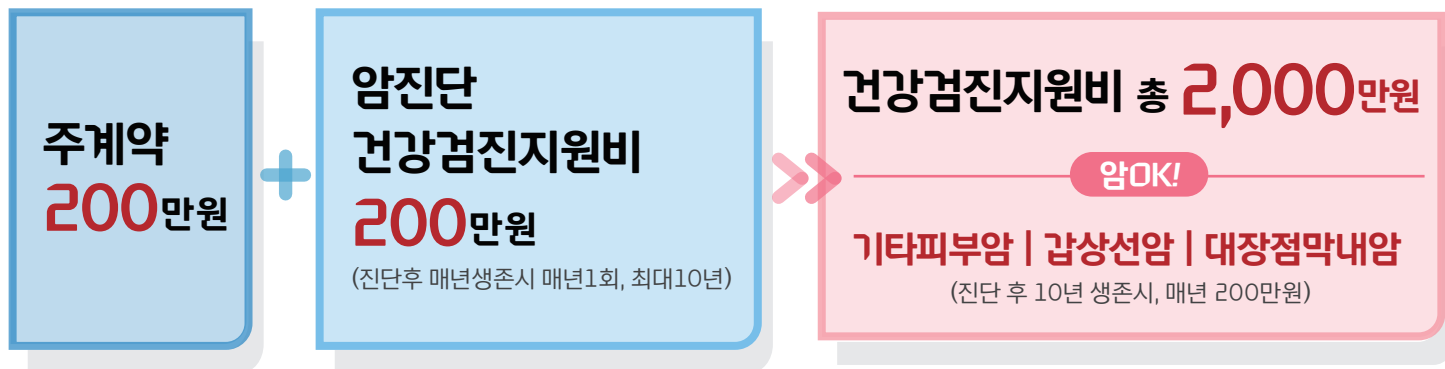 주계약
200만원
암진단
건강검진지원비
200만원
(진단후 매년생존시 매년1회, 최대10년)
건강검진지원비 총 2,000만원
암OK!
기타피부암 | 갑상선암 | 대장점막내암
(진단 후 10년 생존시, 매년 200만원)